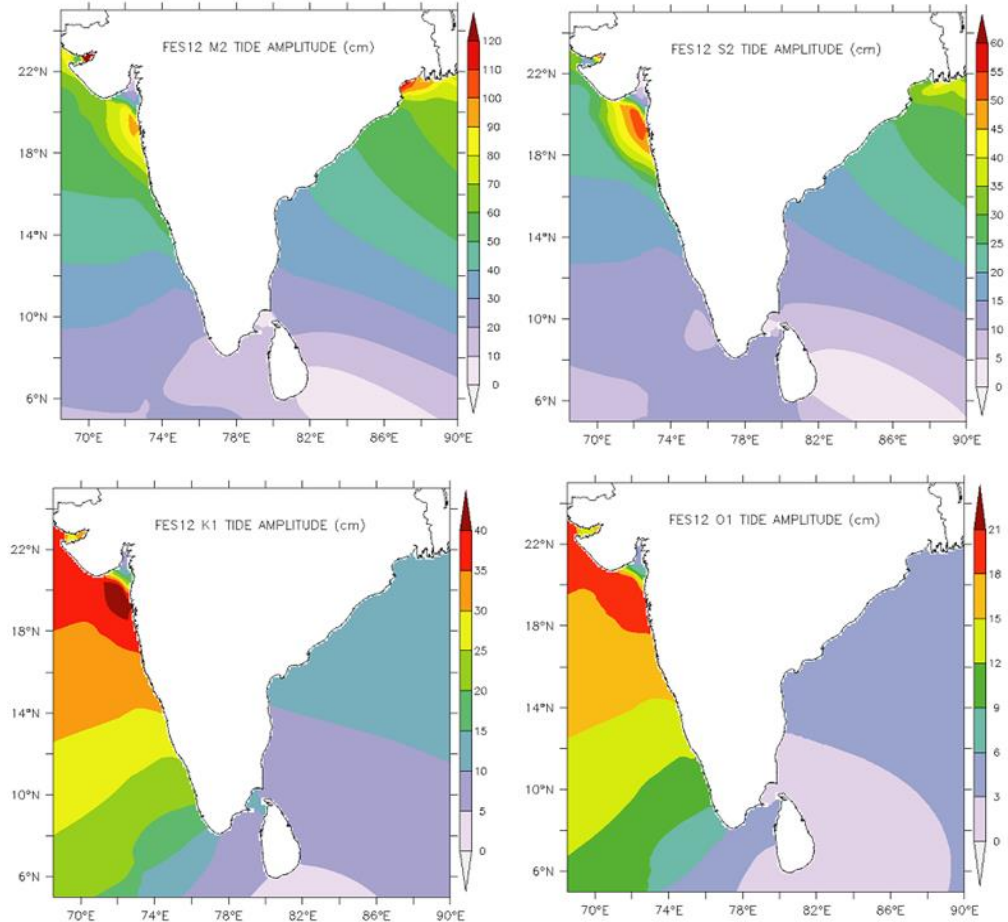 FES12 M2 TIDE AMPLITUDE (cm)
22°N
18°N
14°N
10°N
6°N
70°E 74°E 78°E 82°E 86°E 90°E
120
100
90
80
70
60
50
40
30
20
10
0
FES12 S2 TIDE AMPLITUDE (cm)
22°N
18°N
14°N
10°N
6°N
70°E 74°E 78°E 82°E 86°E 90°E
60
55
50
45
40
35
30
25
20
15
10
5
0
FES12 K1 TIDE AMPLITUDE (cm)
22°N
18°N
14°N
10°N
6°N
70°E 74°E 78°E 82°E 86°E 90°E
40
35
30
25
20
15
10
5
0
FES12 O1 TIDE AMPLITUDE (cm)
22°N
18°N
14°N
10°N
6°N
70°E 74°E 78°E 82°E 86°E 90°E
21
18
15
12
9
6
3
0